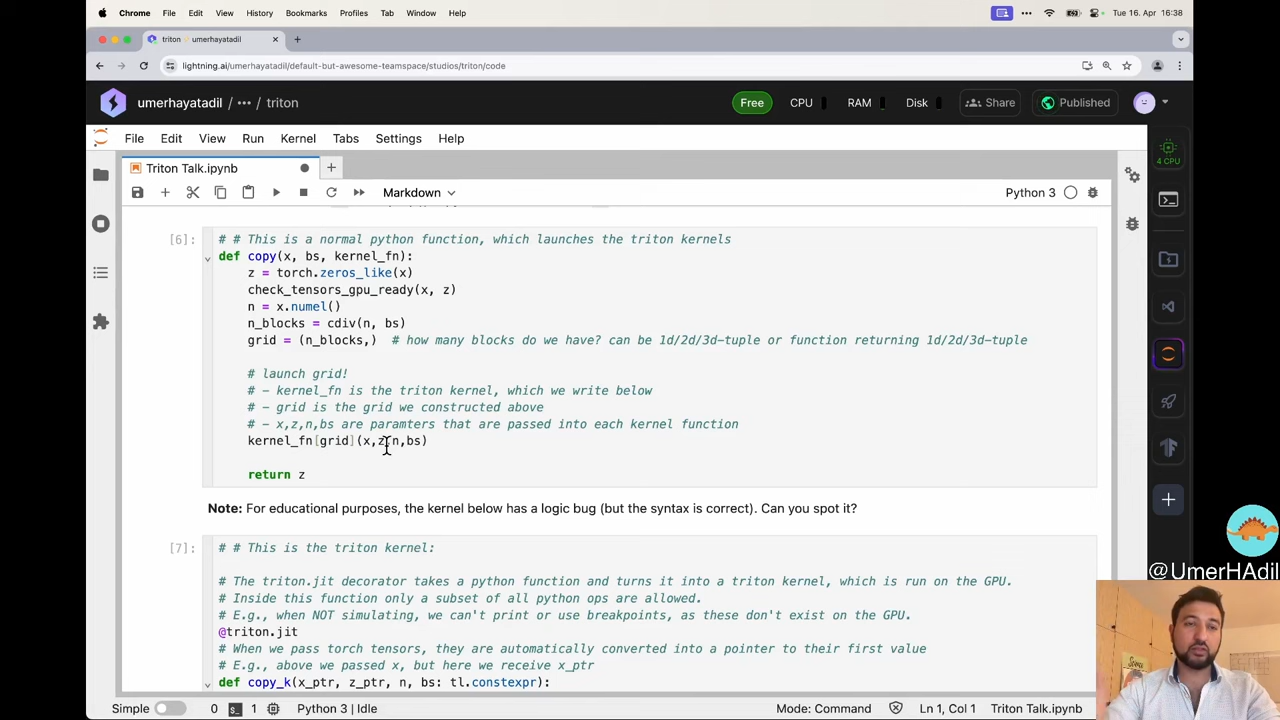 Chrome File Edit View History Bookmarks Profiles Tab Window Help Tue 16. Apr 16:38
triton umerhayatadil
lightning.ai/umerhayatadil/default-but-awesome-teamspace/studios/triton/code
umerhayatadil / ··· / triton Free CPU RAM Disk Share Published
File Edit View Run Kernel Tabs Settings Help
4 CPU
Triton Talk.ipynb
Markdown Python 3
[6]: # # This is a normal python function, which launches the triton kernels
def copy(x, bs, kernel_fn):
z = torch.zeros_like(x)
check_tensors_gpu_ready(x, z)
n = x.numel()
n_blocks = cdiv(n, bs)
grid = (n_blocks,) # how many blocks do we have? can be 1d/2d/3d-tuple or function returning 1d/2d/3d-tuple
# launch grid!
# - kernel_fn is the triton kernel, which we write below
# - grid is the grid we constructed above
# - x,z,n,bs are paramters that are passed into each kernel function
kernel_fn[grid](x,z,n,bs)
return z
Note: For educational purposes, the kernel below has a logic bug (but the syntax is correct). Can you spot it?
[7]: # # This is the triton kernel:
# The triton.jit decorator takes a python function and turns it into a triton kernel, which is run on the GPU.
# Inside this function only a subset of all python ops are allowed.
# E.g., when NOT simulating, we can't print or use breakpoints, as these don't exist on the GPU.
@triton.jit
# When we pass torch tensors, they are automatically converted into a pointer to their first value
# E.g., above we passed x, but here we receive x_ptr
def copy_k(x_ptr, z_ptr, n, bs: tl.constexpr):
@UmerHAdil
Simple 0 1 Python 3 | Idle Mode: Command Ln 1, Col 1 Triton Talk.ipynb